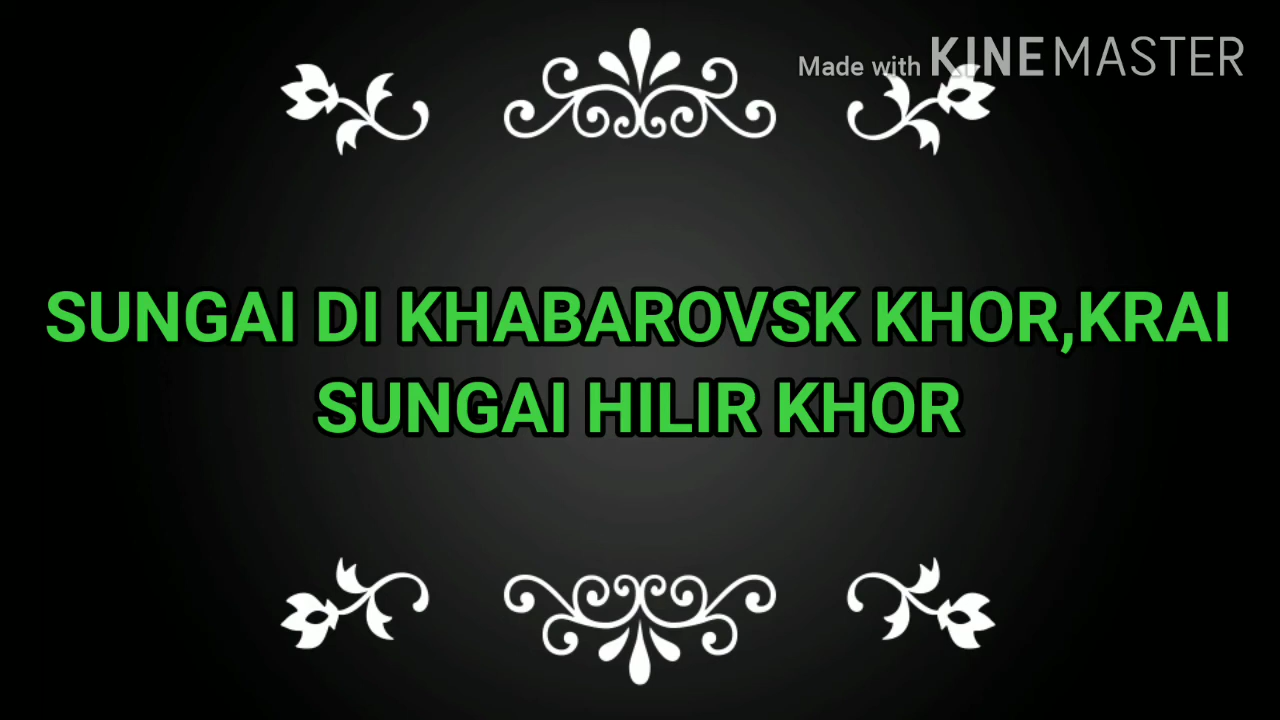 Made with KINEMASTER
SUNGAI DI KHABAROVSK KHOR,KRAI
SUNGAI HILIR KHOR